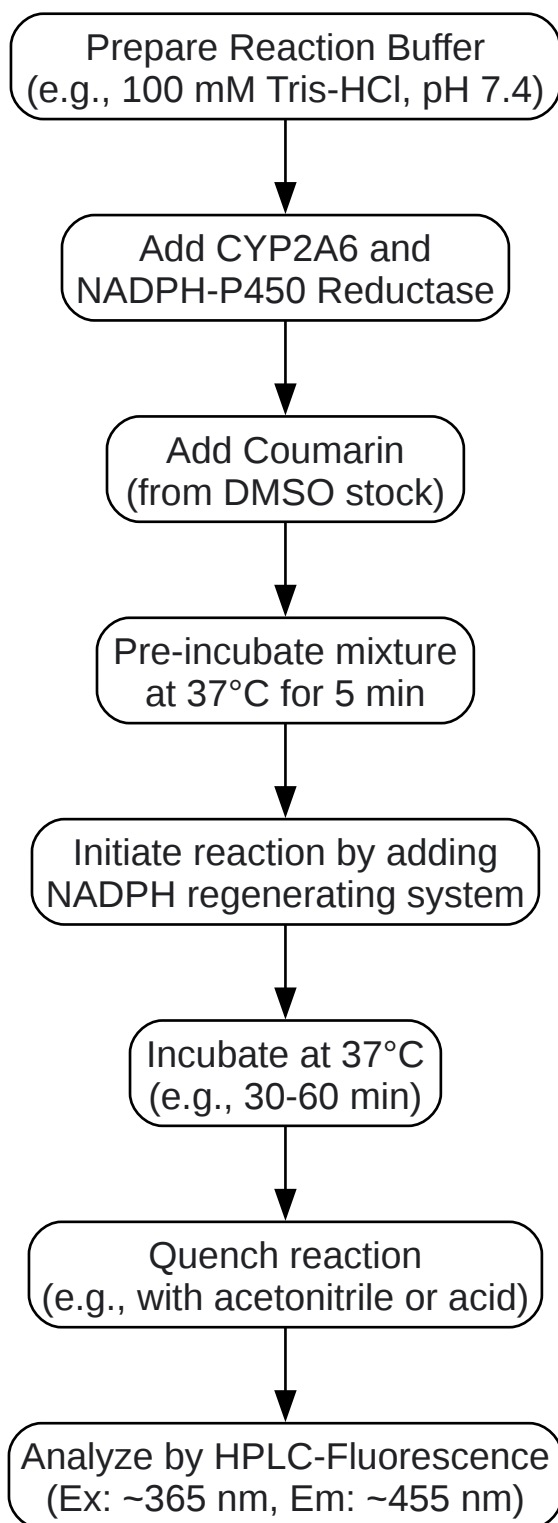 Prepare Reaction Buffer
(e.g., 100 mM Tris-HCl, pH 7.4)
Add CYP2A6 and
NADPH-P450 Reductase
Add Coumarin
(from DMSO stock)
Pre-incubate mixture
at 37°C for 5 min
Initiate reaction by adding
NADPH regenerating system
Incubate at 37°C
(e.g., 30-60 min)
Quench reaction
(e.g., with acetonitrile or acid)
Analyze by HPLC-Fluorescence
(Ex: ~365 nm, Em: ~455 nm)